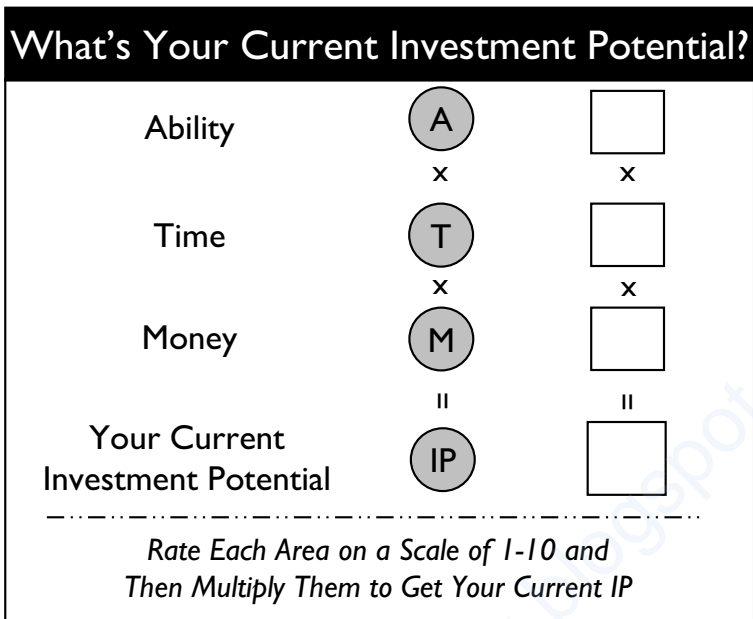 What's Your Current Investment Potential?
Ability A
x x
Time T
x x
Money M
= =
Your Current
Investment Potential IP
Rate Each Area on a Scale of 1-10 and
Then Multiply Them to Get Your Current IP
blogspot